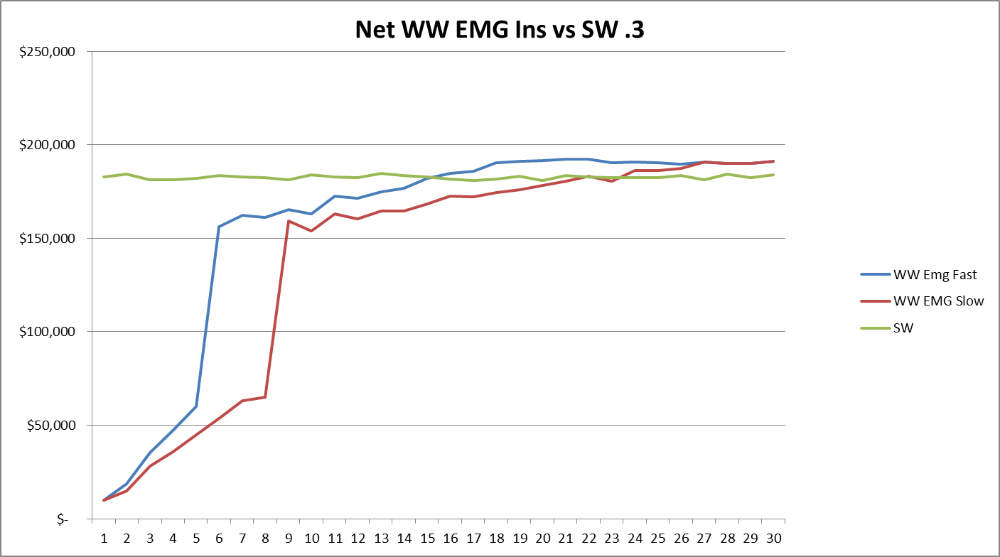 Net WW EMG Ins vs SW .3
$250,000
$200,000
$150,000
$100,000
$50,000
$-
1 2 3 4 5 6 7 8 9 10 11 12 13 14 15 16 17 18 19 20 21 22 23 24 25 26 27 28 29 30
WW Emg Fast
WW EMG Slow
SW